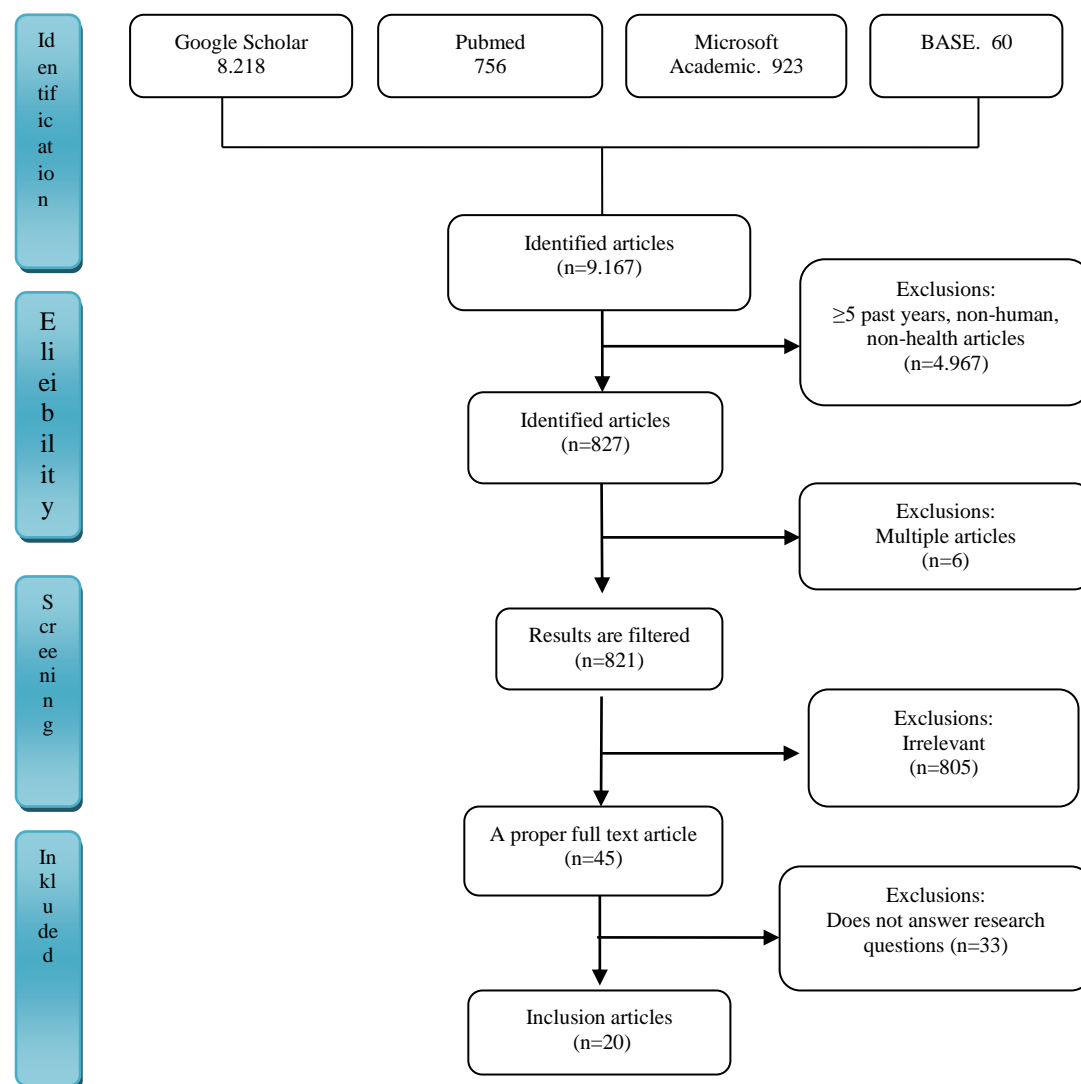 Id
en
tif
ic
at
io
n
Google Scholar
8.218
Pubmed
756
Microsoft
Academic. 923
BASE. 60
Identified articles
(n=9.167)
Exclusions:
≥5 past years, non-human,
non-health articles
(n=4.967)
E
li
ei
b
il
it
y
Identified articles
(n=827)
Exclusions:
Multiple articles
(n=6)
S
cr
ee
ni
n
g
Results are filtered
(n=821)
Exclusions:
Irrelevant
(n=805)
A proper full text article
(n=45)
In
kl
u
de
d
Exclusions:
Does not answer research
questions (n=33)
Inclusion articles
(n=20)